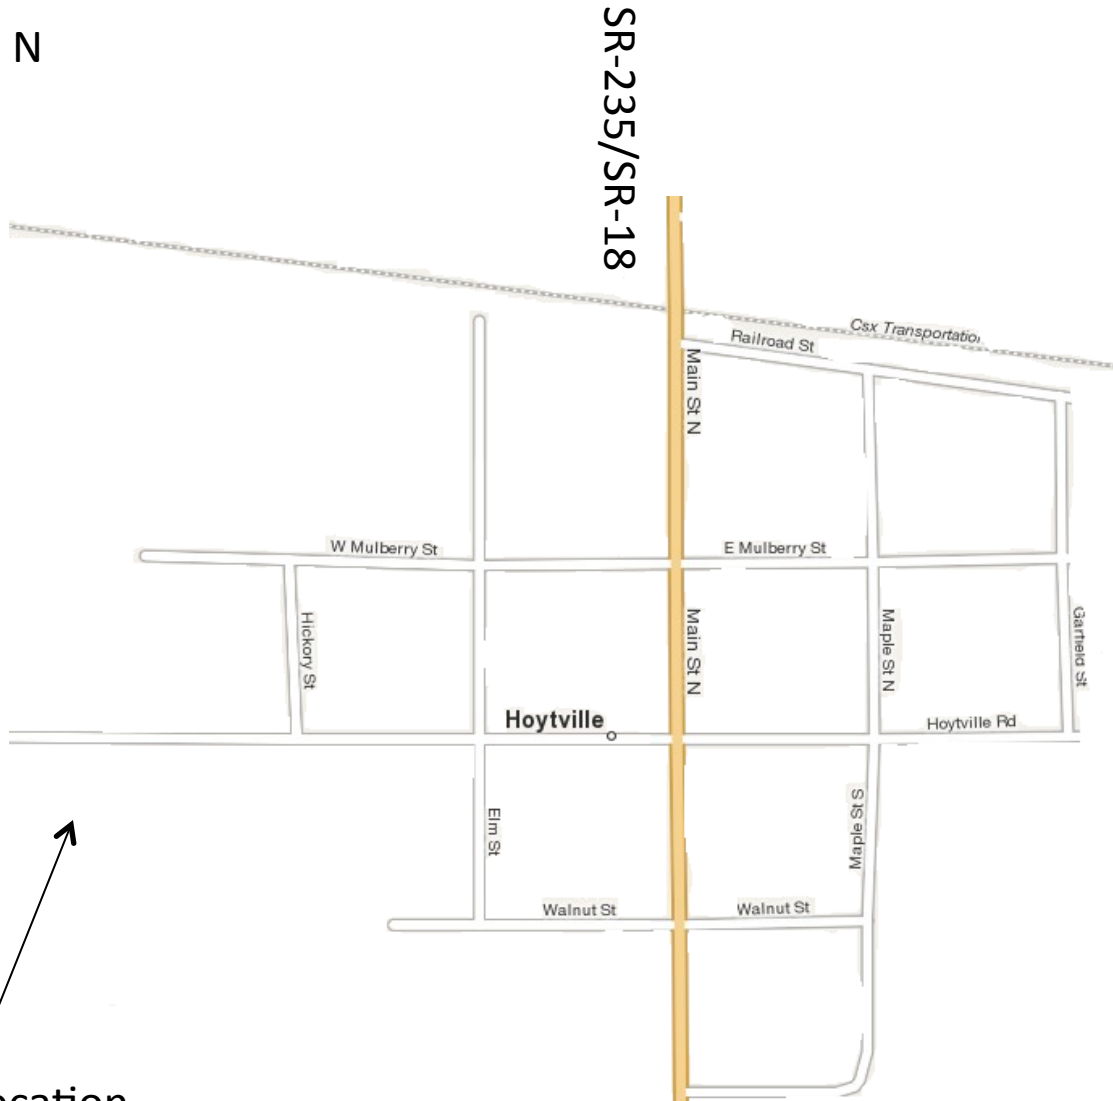 N
SR-235/SR-18
Csx Transportatio
Railroad St
Main St N
W Mulberry St
E Mulberry St
Hickory St
Main St N
Maple St N
Garfield St
Hoytville
Hoytville Rd
Elm St
Maple St S
Walnut St
Walnut St
ocation